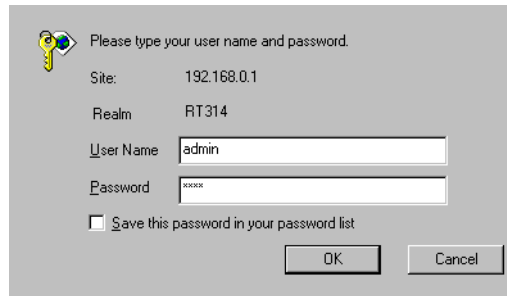 Please type your user name and password.
Site: 192.168.0.1
Realm RT314
User Name admin
Password xxxx
Save this password in your password list
OK Cancel